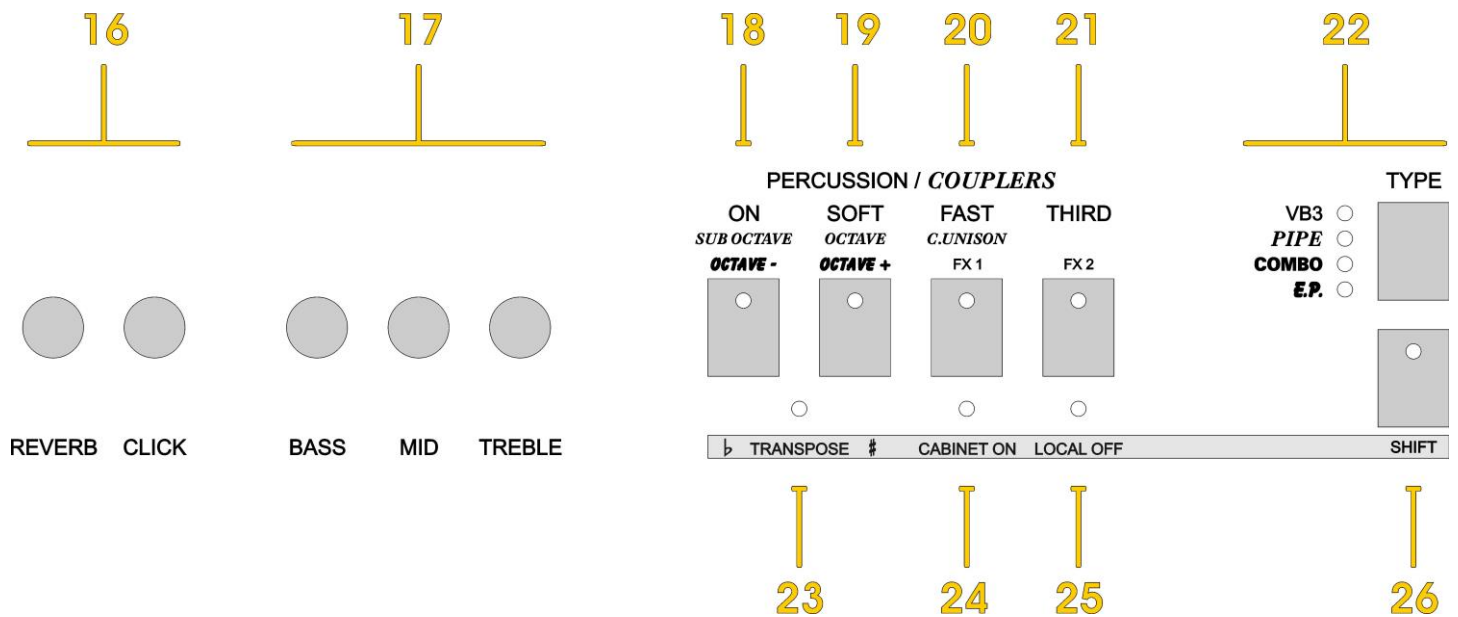 16 17 18 19 20 21 22
PERCUSSION / COUPLERS TYPE
ON SOFT FAST THIRD VB3
SUB OCTAVE OCTAVE C.UNISON PIPE
OCTAVE - OCTAVE + FX 1 FX 2 COMBO
E.P.
REVERB CLICK BASS MID TREBLE ♭ TRANSPOSE ♯ CABINET ON LOCAL OFF SHIFT
23 24 25 26